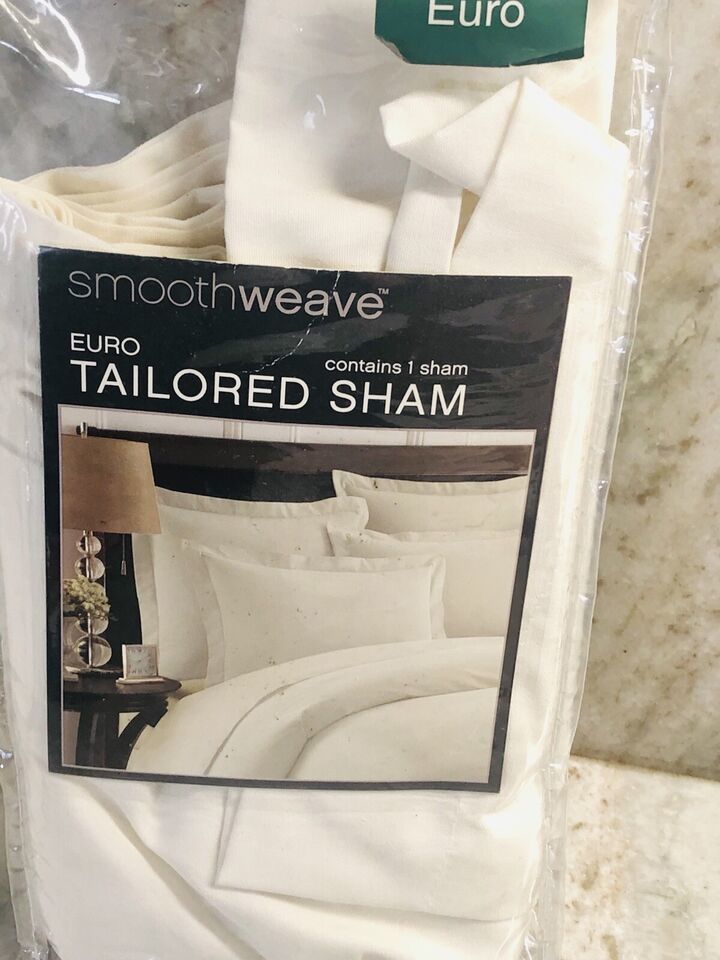 Euro
smoothweave™
EURO
contains 1 sham
TAILORED SHAM